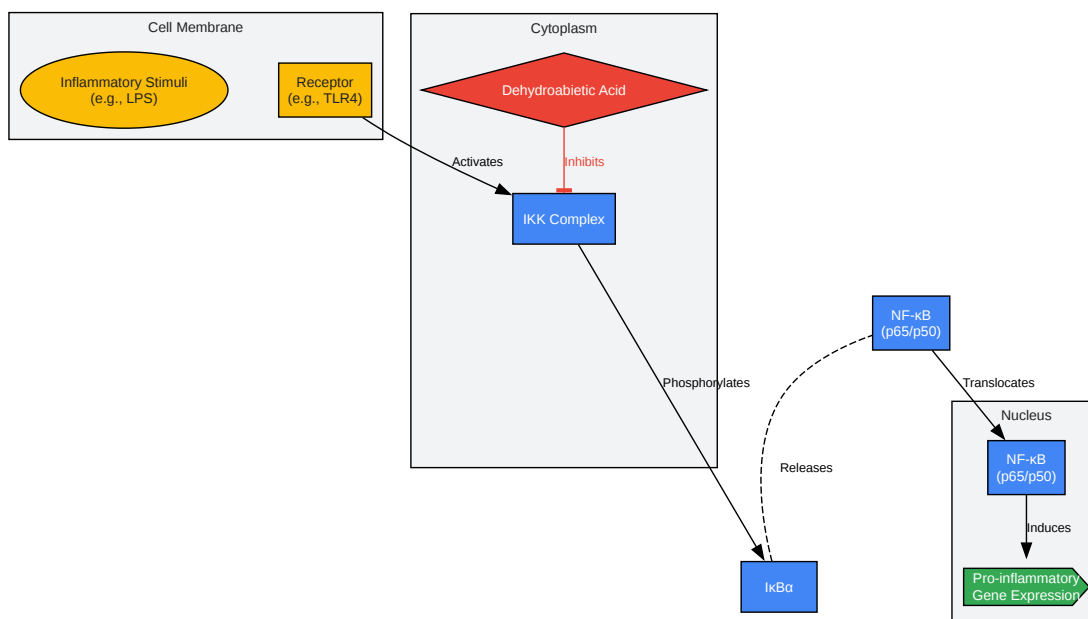 Cell Membrane
Inflammatory Stimuli
(e.g., LPS)
Receptor
(e.g., TLR4)
Cytoplasm
Dehydroabietic Acid
Activates
Inhibits
IKK Complex
NF-κB
(p65/p50)
Phosphorylates
Translocates
Nucleus
NF-κB
(p65/p50)
Releases
Induces
IκBα
Pro-inflammatory
Gene Expression